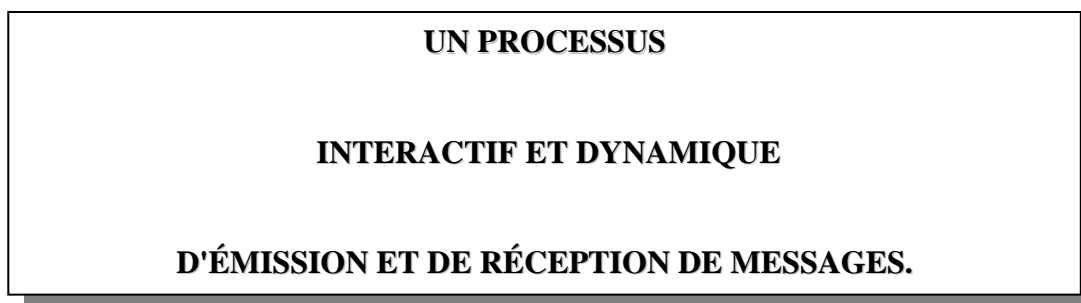 UN PROCESSUS
INTERACTIF ET DYNAMIQUE
D'ÉMISSION ET DE RÉCEPTION DE MESSAGES.